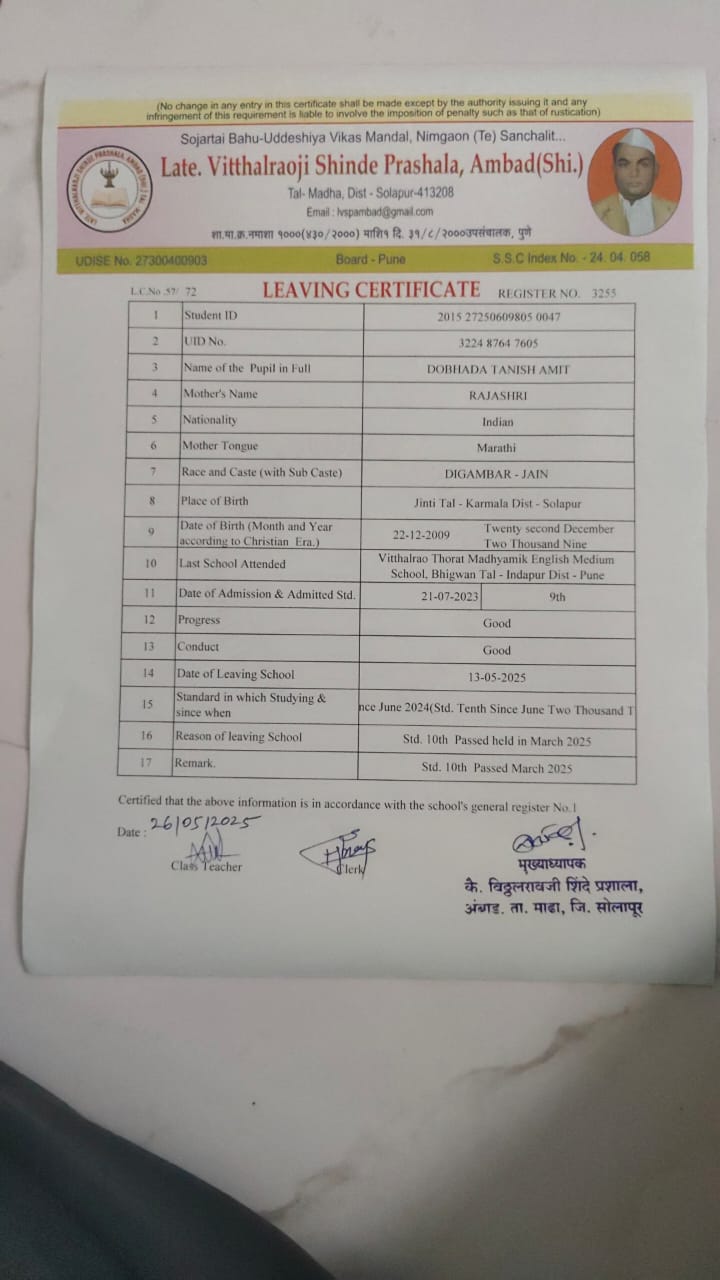 (No change in any entry in this certificate shall be made except by the authority issuing it and any
infringement of this requirement is liable to involve the imposition of penalty such as that of rustication)
Sojartai Bahu-Uddeshiya Vikas Mandal, Nimgaon (Te) Sanchalit...
Late. Vitthalraoji Shinde Prashala, Ambad(Shi.)
Tal- Madha, Dist - Solapur-413208
Email : lvspambad@gmail.com
शा.मा.क्र.नमाशा १०००(४३०/२०००) माशि१ दि. ३१/८/२०००उपसंचालक, पुणे
UDISE No. 27300400903 Board - Pune S.S.C Index No. - 24. 04. 058
L.C.No .57/ 72 LEAVING CERTIFICATE REGISTER NO. 3255
1 Student ID 2015 27250609805 0047
2 UID No. 3224 8764 7605
3 Name of the Pupil in Full DOBHADA TANISH AMIT
4 Mother's Name RAJASHRI
5 Nationality Indian
6 Mother Tongue Marathi
7 Race and Caste (with Sub Caste) DIGAMBAR - JAIN
8 Place of Birth Jinti Tal - Karmala Dist - Solapur
9 Date of Birth (Month and Year according to Christian Era.) 22-12-2009 Twenty second December Two Thousand Nine
10 Last School Attended Vitthalrao Thorat Madhyamik English Medium School, Bhigwan Tal - Indapur Dist - Pune
11 Date of Admission & Admitted Std. 21-07-2023 9th
12 Progress Good
13 Conduct Good
14 Date of Leaving School 13-05-2025
15 Standard in which Studying & since when nce June 2024(Std. Tenth Since June Two Thousand T
16 Reason of leaving School Std. 10th Passed held in March 2025
17 Remark. Std. 10th Passed March 2025
Certified that the above information is in accordance with the school's general register No.1
Date : 26/05/2025
Class Teacher Clerk मुख्याध्यापक
कै. विठ्ठलरावजी शिंदे प्रशाला,
अंबाड. ता. माढा, जि. सोलापूर